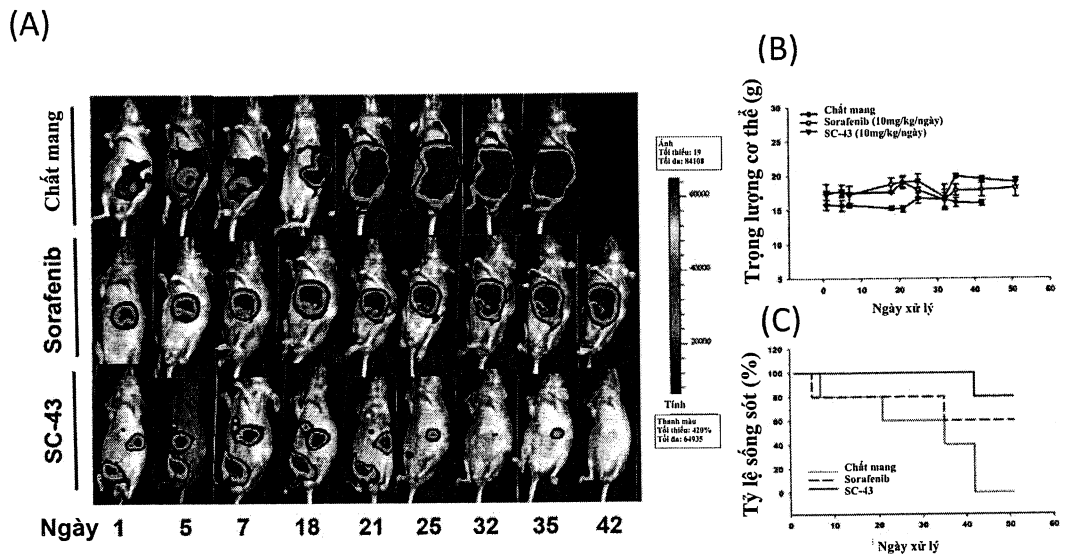 (A)
Chất mang
Sorafenib
SC-43
Ngày 1 5 7 18 21 25 32 35 42
Ảnh
Tối thiểu: 19
Tối đa: 84108
60000
40000
20000
Tính
Thanh màu
Tối thiểu: 420%
Tối đa: 64935
(B)
Trọng lượng cơ thể (g)
Chất mang
Sorafenib (10mg/kg/ngày)
SC-43 (10mg/kg/ngày)
30
25
20
15
10
5
0 10 20 30 40 50 60
Ngày xử lý
(C)
Tỷ lệ sống sót (%)
120
100
80
60
40
20
0
Chất mang
Sorafenib
SC-43
0 10 20 30 40 50 60
Ngày xử lý